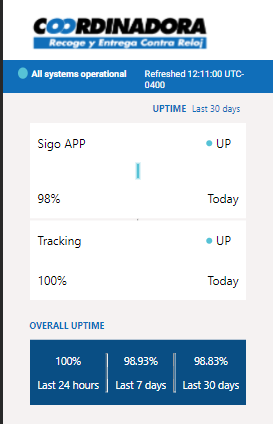 COORDINADORA
Recoge y Entrega Contra Reloj
All systems operational
Refreshed 12:11:00 UTC-
0400
UPTIME Last 30 days
Sigo APP
UP
98%
Today
Tracking
UP
100%
Today
OVERALL UPTIME
100%
Last 24 hours
98.93%
Last 7 days
98.83%
Last 30 days